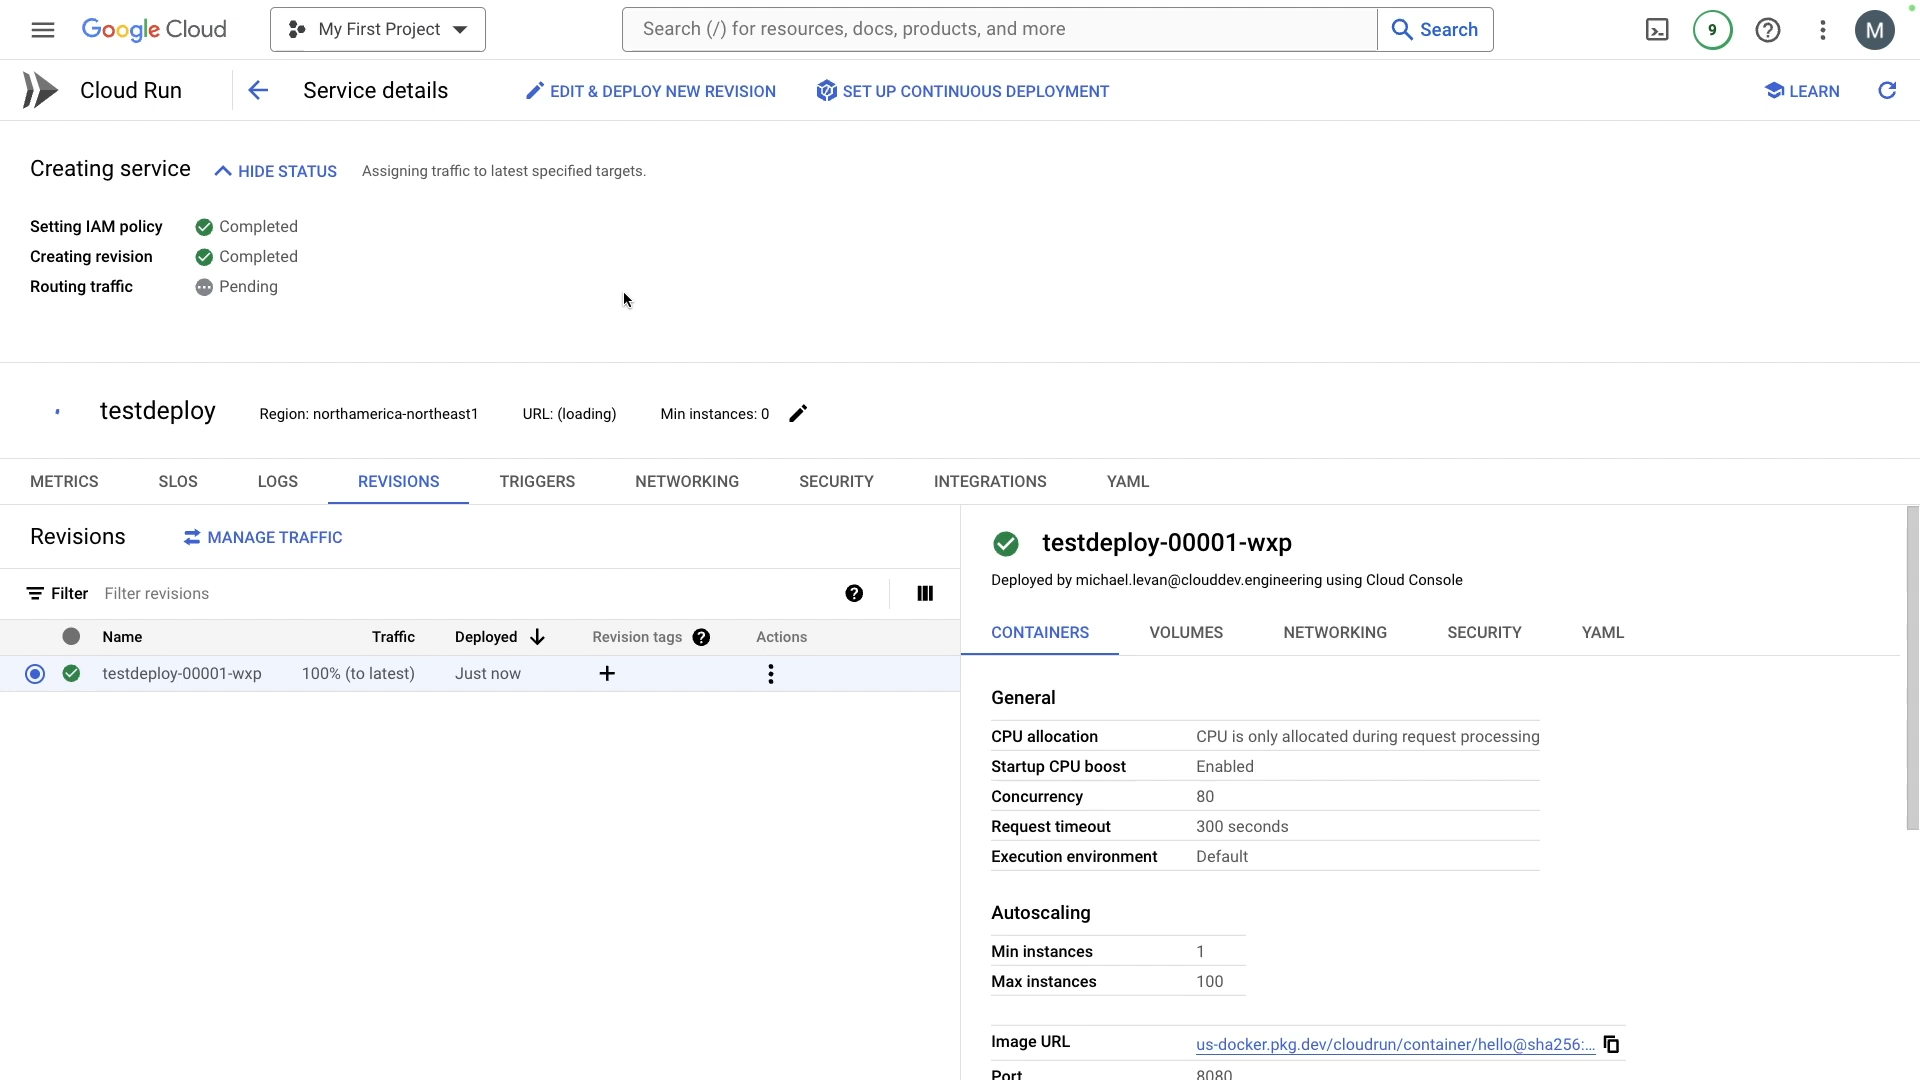 Google Cloud
My First Project
Search (/) for resources, docs, products, and more
Search
9
M
Cloud Run
Service details
EDIT & DEPLOY NEW REVISION
SET UP CONTINUOUS DEPLOYMENT
LEARN
Creating service
HIDE STATUS
Assigning traffic to latest specified targets.
Setting IAM policy Completed
Creating revision Completed
Routing traffic Pending
testdeploy
Region: northamerica-northeast1
URL: (loading)
Min instances: 0
METRICS SLOS LOGS REVISIONS TRIGGERS NETWORKING SECURITY INTEGRATIONS YAML
Revisions
MANAGE TRAFFIC
Filter Filter revisions
Name Traffic Deployed Revision tags Actions
testdeploy-00001-wxp 100% (to latest) Just now
testdeploy-00001-wxp
Deployed by michael.levan@clouddev.engineering using Cloud Console
CONTAINERS VOLUMES NETWORKING SECURITY YAML
General
CPU allocation CPU is only allocated during request processing
Startup CPU boost Enabled
Concurrency 80
Request timeout 300 seconds
Execution environment Default
Autoscaling
Min instances 1
Max instances 100
Image URL us-docker.pkg.dev/cloudrun/container/hello@sha256:...
Port 8080